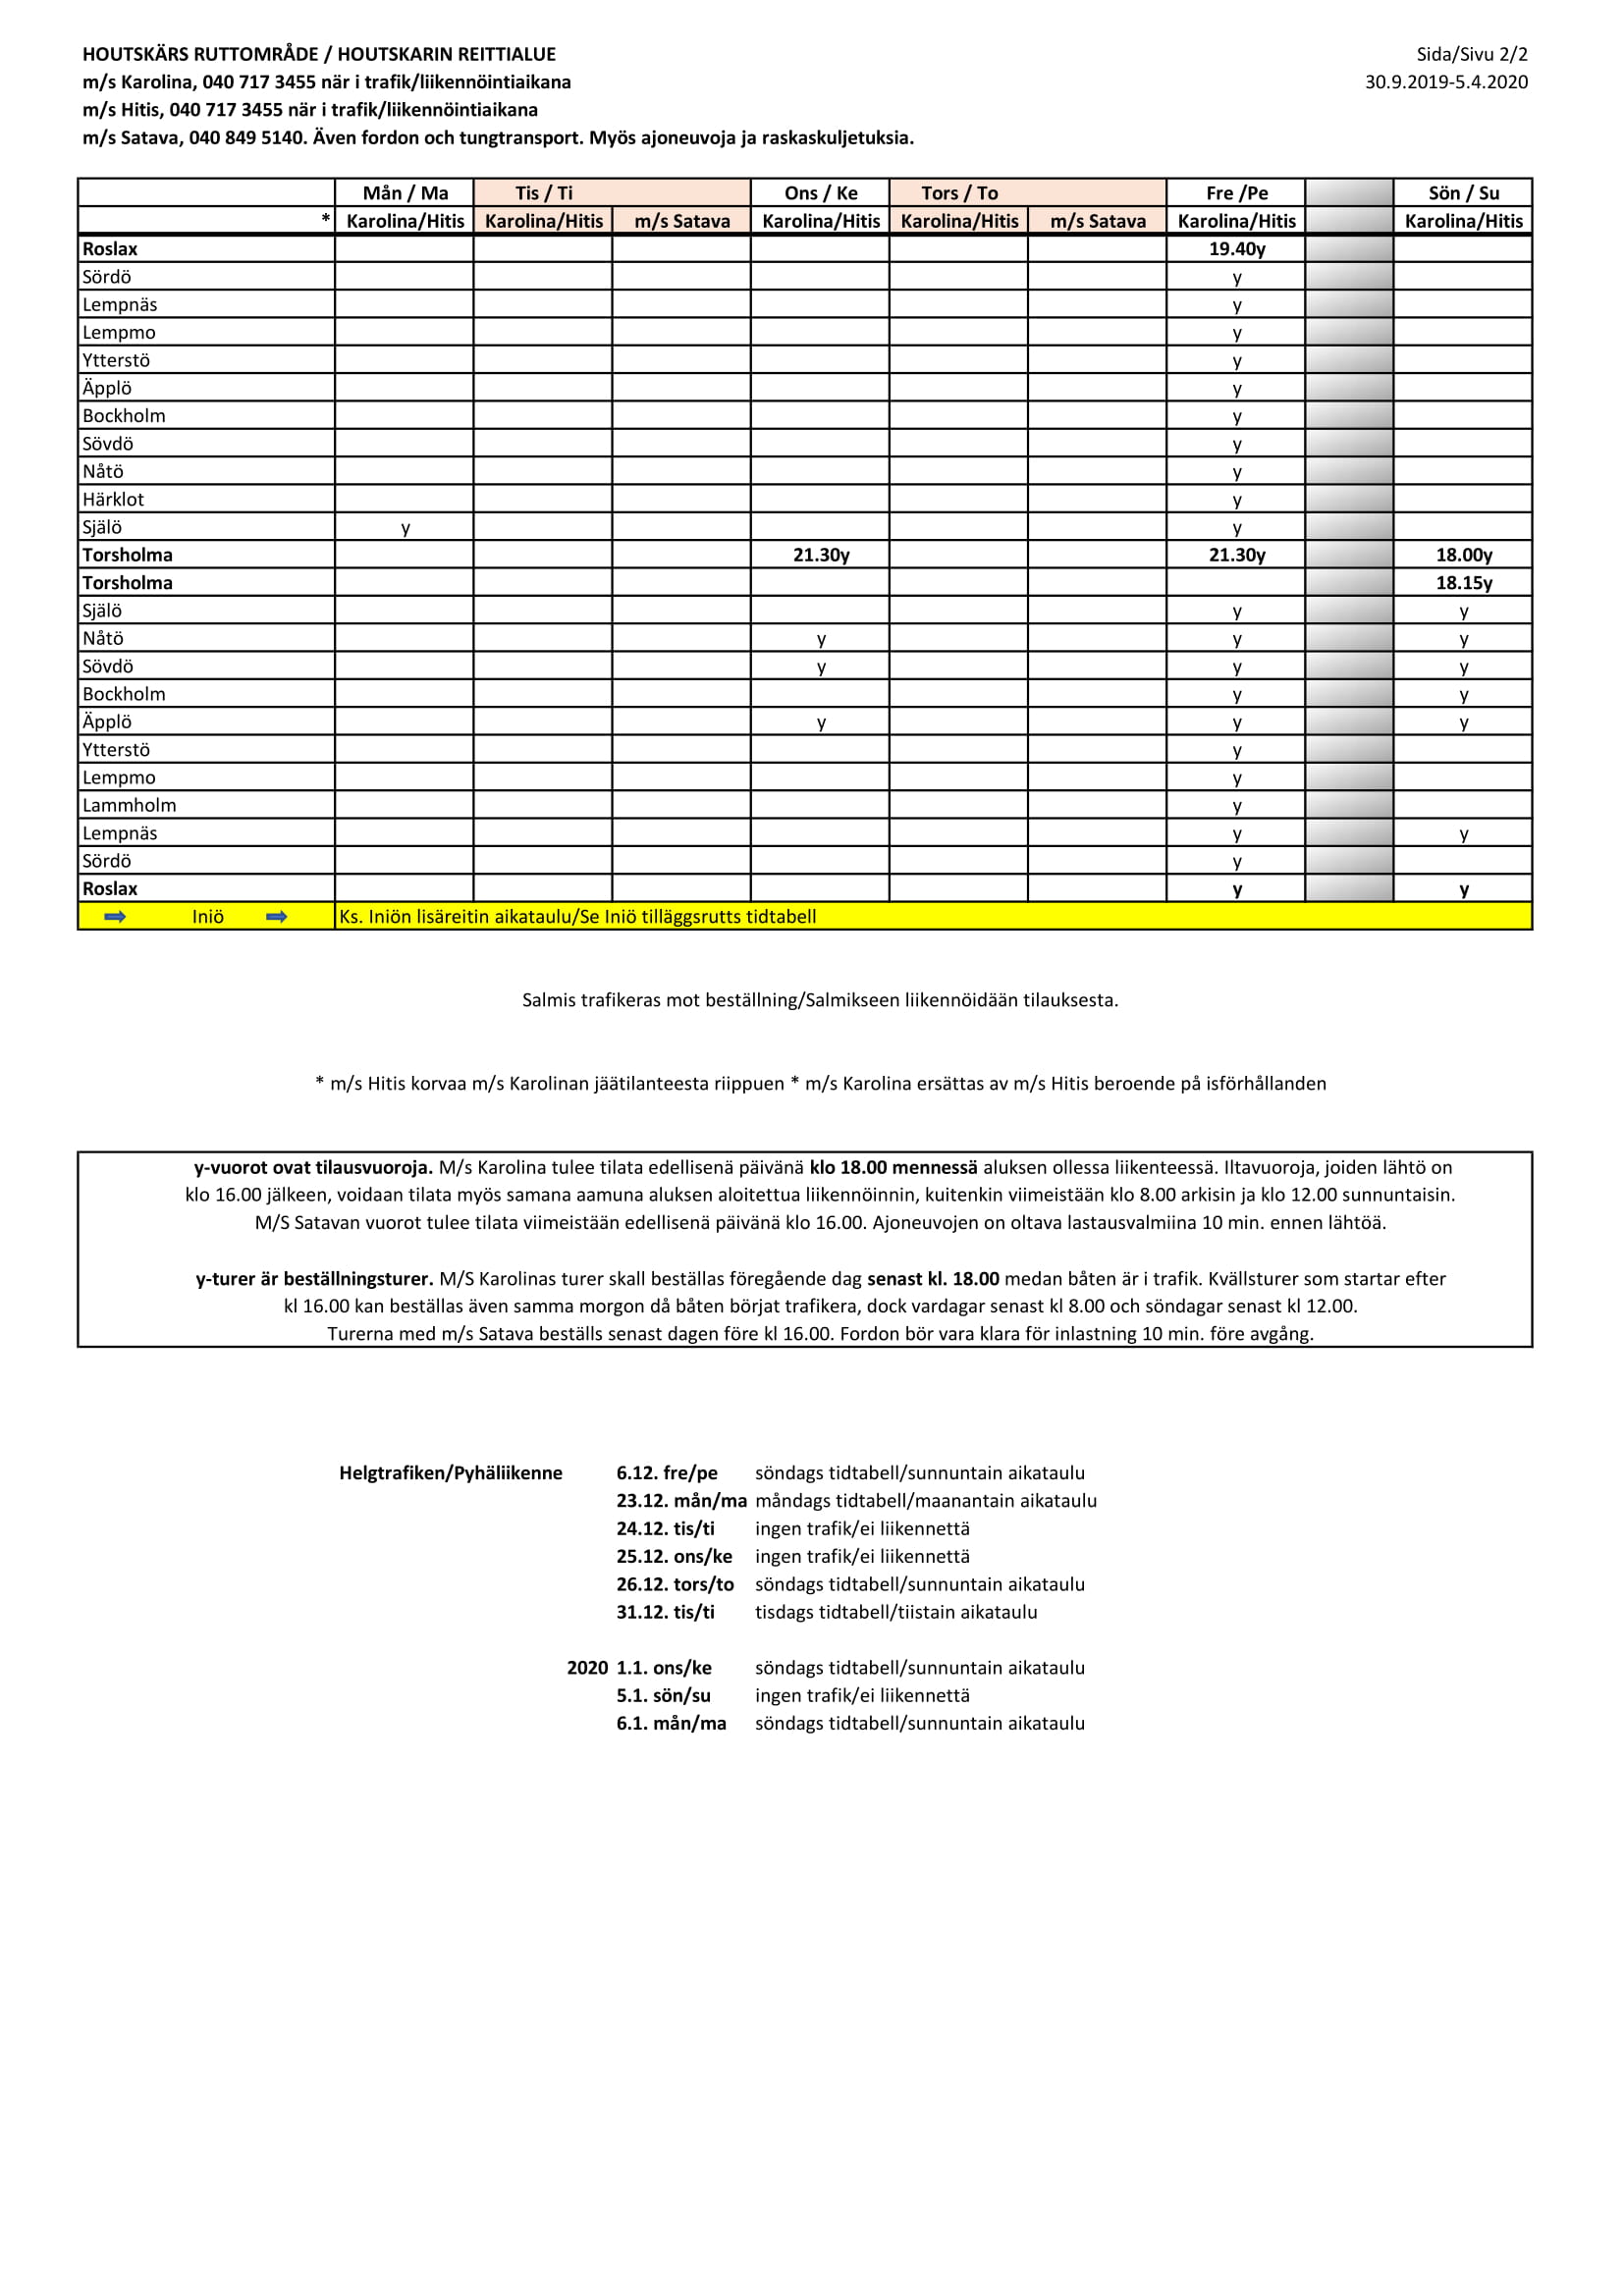 HOUTSKÄRS RUTTOMRÅDE / HOUTSKARIN REITTIALUE Sida/Sivu 2/2
m/s Karolina, 040 717 3455 när i trafik/liikennöintiaikana 30.9.2019-5.4.2020
m/s Hitis, 040 717 3455 när i trafik/liikennöintiaikana
m/s Satava, 040 849 5140. Även fordon och tungtransport. Myös ajoneuvoja ja raskaskuljetuksia.
Mån / Ma Tis / Ti Ons / Ke Tors / To Fre /Pe Sön / Su
* Karolina/Hitis Karolina/Hitis m/s Satava Karolina/Hitis Karolina/Hitis m/s Satava Karolina/Hitis Karolina/Hitis
Roslax 19.40y
Sördö y
Lempnäs y
Lempmo y
Ytterstö y
Äpplö y
Bockholm y
Sövdö y
Nåtö y
Härklot y
Själö y y
Torsholma 21.30y 21.30y 18.00y
Torsholma 18.15y
Själö y y
Nåtö y y y
Sövdö y y y
Bockholm y y
Äpplö y y y
Ytterstö y
Lempmo y
Lammholm y
Lempnäs y y
Sördö y
Roslax y y
Iniö Ks. Iniön lisäreitin aikataulu/Se Iniö tilläggsrutts tidtabell
Salmis trafikeras mot beställning/Salmikseen liikennöidään tilauksesta.
* m/s Hitis korvaa m/s Karolinan jäätilanteesta riippuen * m/s Karolina ersättas av m/s Hitis beroende på isförhållanden
y-vuorot ovat tilausvuoroja. M/s Karolina tulee tilata edellisenä päivänä klo 18.00 mennessä aluksen ollessa liikenteessä. Iltavuoroja, joiden lähtö on
klo 16.00 jälkeen, voidaan tilata myös samana aamuna aluksen aloitettua liikennöinnin, kuitenkin viimeistään klo 8.00 arkisin ja klo 12.00 sunnuntaisin.
M/S Satavan vuorot tulee tilata viimeistään edellisenä päivänä klo 16.00. Ajoneuvojen on oltava lastausvalmiina 10 min. ennen lähtöä.
y-turer är beställningsturer. M/S Karolinas turer skall beställas föregående dag senast kl. 18.00 medan båten är i trafik. Kvällsturer som startar efter
kl 16.00 kan beställas även samma morgon då båten börjat trafikera, dock vardagar senast kl 8.00 och söndagar senast kl 12.00.
Turerna med m/s Satava beställs senast dagen före kl 16.00. Fordon bör vara klara för inlastning 10 min. före avgång.
Helgtrafiken/Pyhäliikenne 6.12. fre/pe söndags tidtabell/sunnuntain aikataulu
23.12. mån/ma måndags tidtabell/maanantain aikataulu
24.12. tis/ti ingen trafik/ei liikennettä
25.12. ons/ke ingen trafik/ei liikennettä
26.12. tors/to söndags tidtabell/sunnuntain aikataulu
31.12. tis/ti tisdags tidtabell/tiistain aikataulu
2020 1.1. ons/ke söndags tidtabell/sunnuntain aikataulu
5.1. sön/su ingen trafik/ei liikennettä
6.1. mån/ma söndags tidtabell/sunnuntain aikataulu